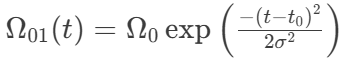 Ω₀₁(t) = Ω₀ exp ( −(t−t₀)² / 2σ² )